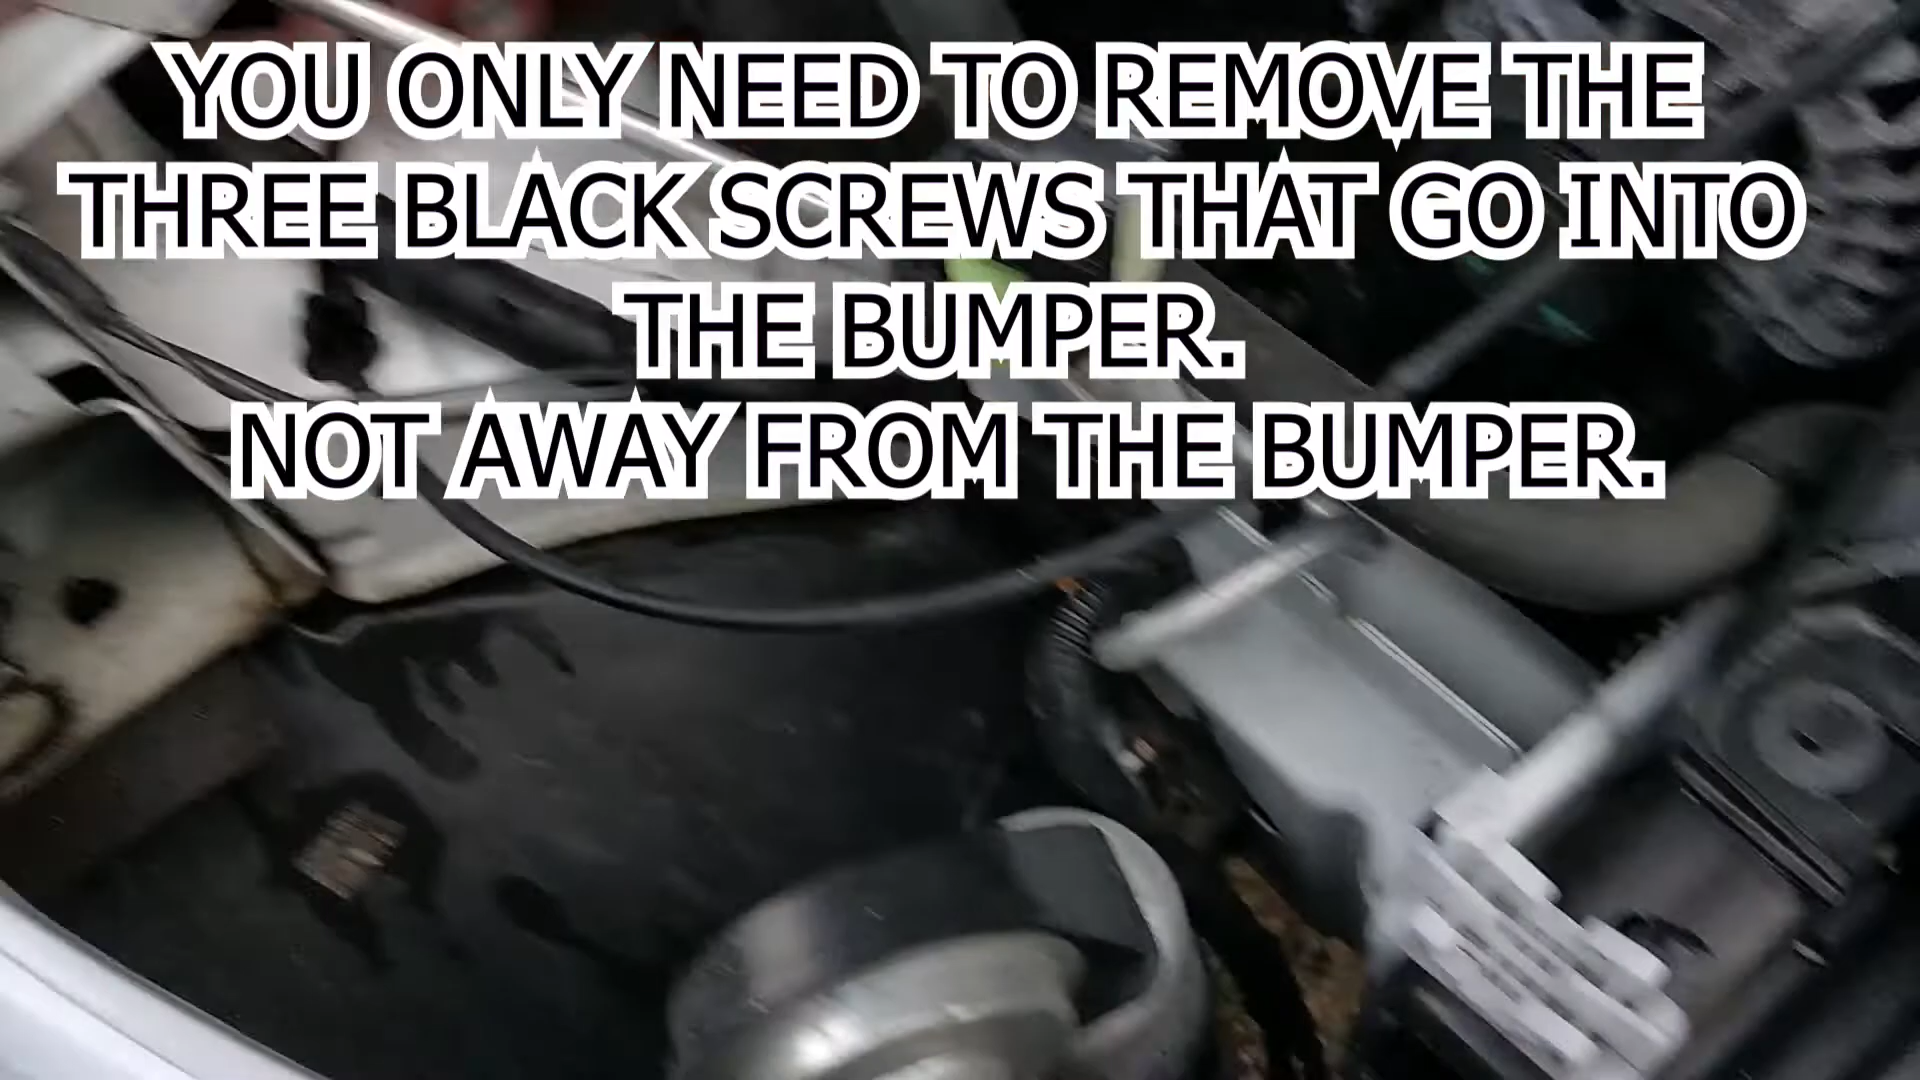 YOU ONLY NEED TO REMOVE THE
THREE BLACK SCREWS THAT GO INTO
THE BUMPER.
NOT AWAY FROM THE BUMPER.